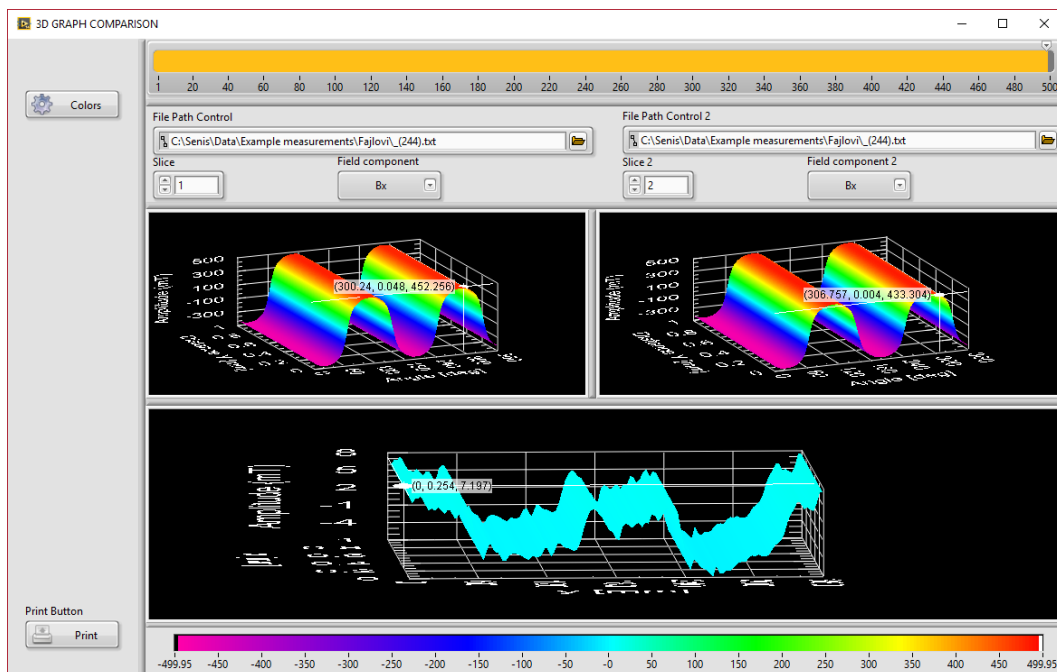 3D GRAPH COMPARISON
1 20 40 60 80 100 120 140 160 180 200 220 240 260 280 300 320 340 360 380 400 420 440 460 480 500
Colors
File Path Control
File Path Control 2
C:\Senis\Data\Example measurements\Fajlovi\_(244).txt
C:\Senis\Data\Example measurements\Fajlovi\_(244).txt
Slice
Field component
Slice 2
Field component 2
1
Bx
2
Bx
500
300
100
-100
-300
Amplitude [mT]
(300.24, 0.048, 452.256)
Angle [deg]
500
300
100
-100
-300
Amplitude [mT]
(306.757, 0.004, 433.304)
Angle [deg]
8
5
2
-1
-4
Amplitude [mT]
(0, 0.254, 7.197)
Y [mm]
Print Button
Print
-499.95 -450 -400 -350 -300 -250 -200 -150 -100 -50 -0 50 100 150 200 250 300 350 400 450 499.95